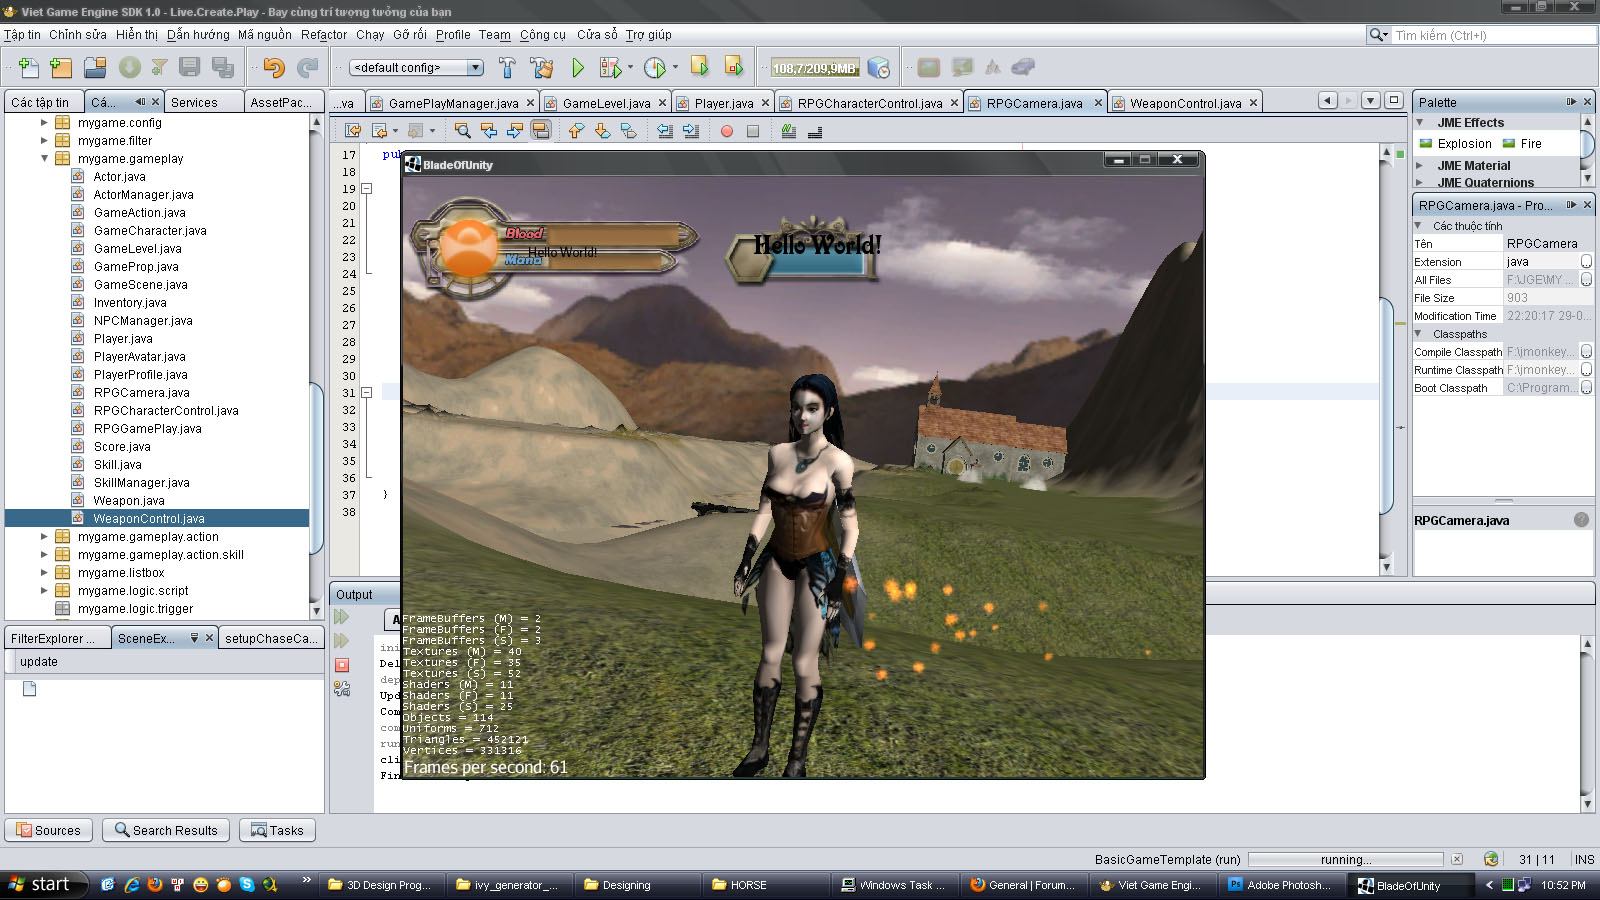 Viet Game Engine SDK 1.0 - Live.Create.Play - Bay cùng trí tượng tưởng của bạn
Tập tin Chỉnh sửa Hiển thị Dẫn hướng Mã nguồn Refactor Chạy Gỡ rối Profile Team Công cụ Cửa sổ Trợ giúp
Tìm kiếm (Ctrl+I)
<default config>
108,7/209,9MB
Các tập tin
Cá...
Services
AssetPac...
...va
GamePlayManager.java
GameLevel.java
Player.java
RPGCharacterControl.java
RPGCamera.java
WeaponControl.java
mygame.config
mygame.filter
mygame.gameplay
Actor.java
ActorManager.java
GameAction.java
GameCharacter.java
GameLevel.java
GameProp.java
GameScene.java
Inventory.java
NPCManager.java
Player.java
PlayerAvatar.java
PlayerProfile.java
RPGCamera.java
RPGCharacterControl.java
RPGGamePlay.java
Score.java
Skill.java
SkillManager.java
Weapon.java
WeaponControl.java
mygame.gameplay.action
mygame.gameplay.action.skill
mygame.listbox
mygame.logic.script
mygame.logic.trigger
FilterExplorer ...
SceneEx...
setupChaseCa...
update
17 pu
18
19
20
21
22
23
24
25
26
27
28
29
30
31
32
33
34
35
36
37 }
38
BladeOfUnity
Blood
Hello World!
Mana
Hello World!
FrameBuffers (M) = 2
FrameBuffers (F) = 2
FrameBuffers (S) = 3
Textures (M) = 40
Textures (F) = 35
Textures (S) = 52
Shaders (M) = 11
Shaders (F) = 11
Shaders (S) = 25
Objects = 114
Uniforms = 712
Triangles = 452121
Vertices = 331316
Frames per second: 61
Output
A
ini
Del
dep
Upd
Com
com
run
cli
Fin
Palette
JME Effects
Explosion
Fire
JME Material
JME Quaternions
RPGCamera.java - Pro...
Các thuộc tính
Tên RPGCamera
Extension java
All Files F:\JGE\MY ...
File Size 903
Modification Time 22:20:17 29-0...
Classpaths
Compile Classpath F:\jmonkey...
Runtime Classpath F:\jmonkey...
Boot Classpath C:\Program...
RPGCamera.java
Sources
Search Results
Tasks
BasicGameTemplate (run)
running...
31 | 11
INS
start
3D Design Prog...
ivy_generator_...
Designing
HORSE
Windows Task ...
General | Forum...
Viet Game Engi...
Adobe Photosh...
BladeOfUnity
10:52 PM